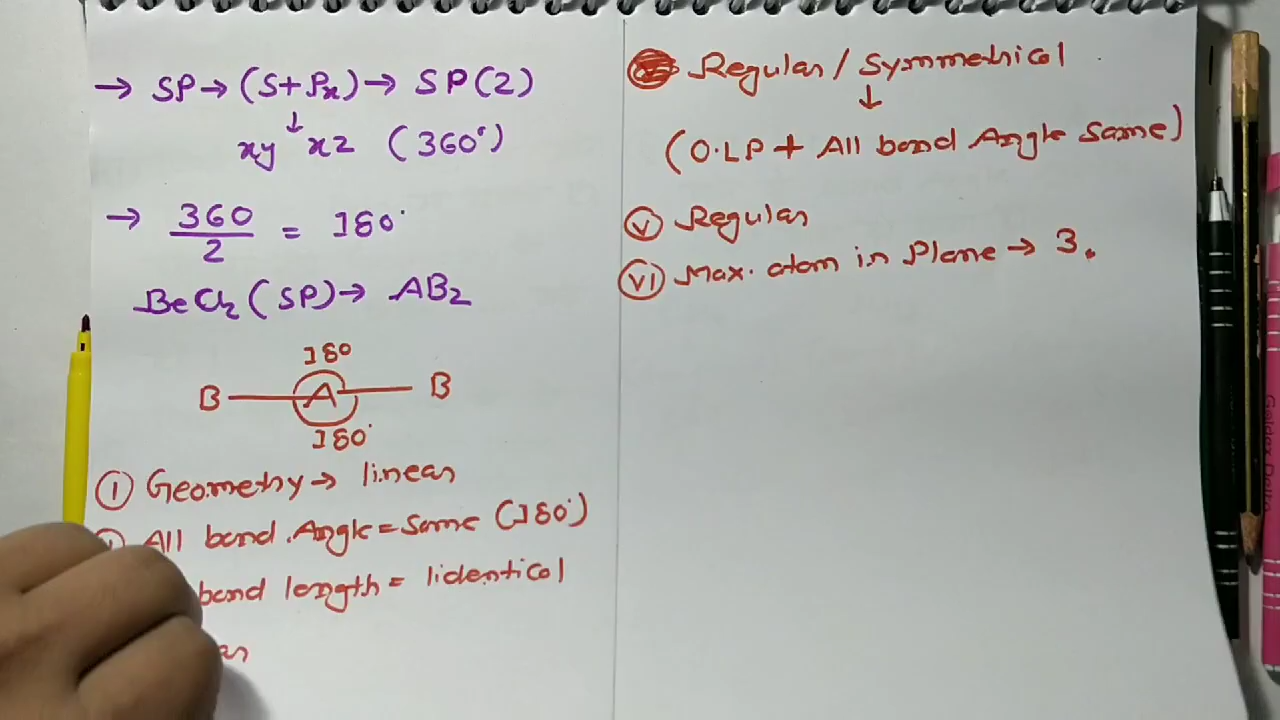 → SP → (S+Px) → SP(2)
↓
xy xz (360°)
→ 360/2 = 180°
BeCl2 (SP) → AB2
180
B — A — B
180°
(I) Geometry → linear
All bond Angle = Same (180°)
bond length = Iidentical
ar
Regular / Symmetrical
↓
(0.LP + All bond Angle Same)
(V) Regular
(VI) Max. atom in Plane → 3.